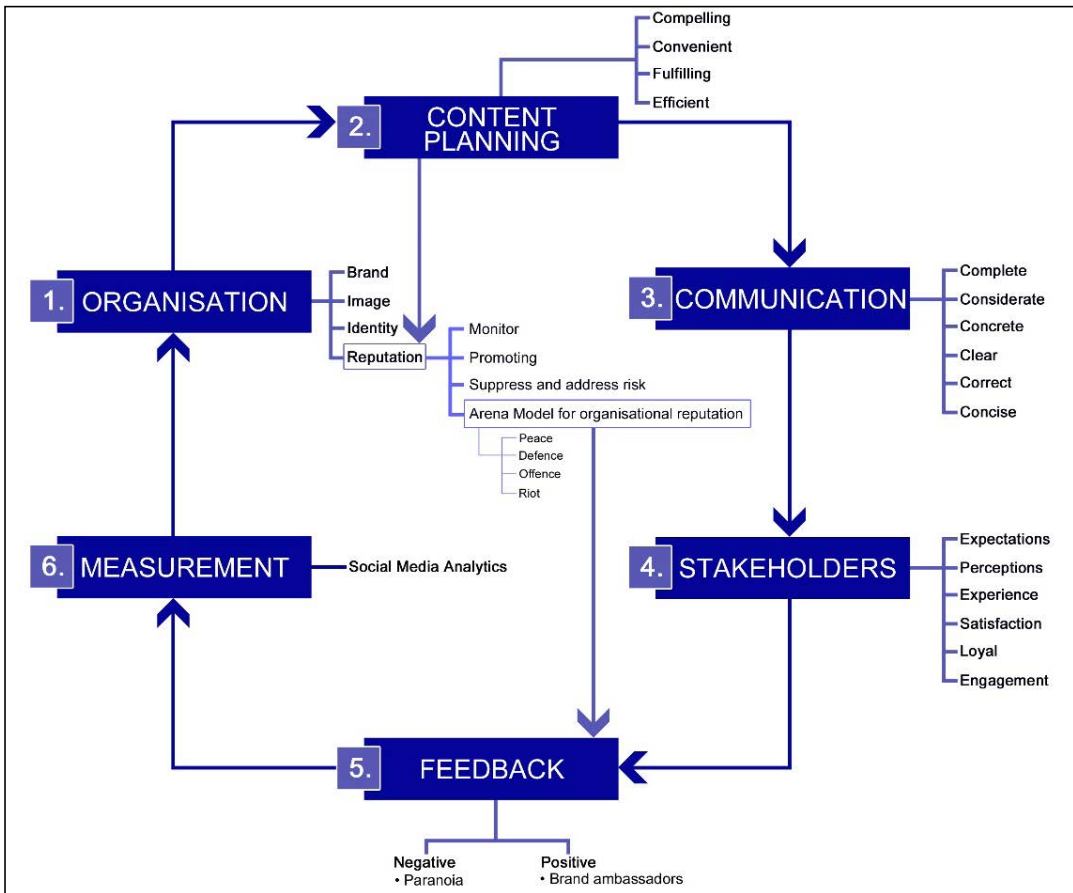 Compelling
Convenient
Fulfilling
Efficient
2.
CONTENT
PLANNING
1.
ORGANISATION
Brand
Image
Identity
Reputation
Monitor
Promoting
Suppress and address risk
Arena Model for organisational reputation
Peace
Defence
Offence
Riot
3.
COMMUNICATION
Complete
Considerate
Concrete
Clear
Correct
Concise
4.
STAKEHOLDERS
Expectations
Perceptions
Experience
Satisfaction
Loyal
Engagement
5.
FEEDBACK
Negative
• Paranoia
Positive
• Brand ambassadors
6.
MEASUREMENT
Social Media Analytics